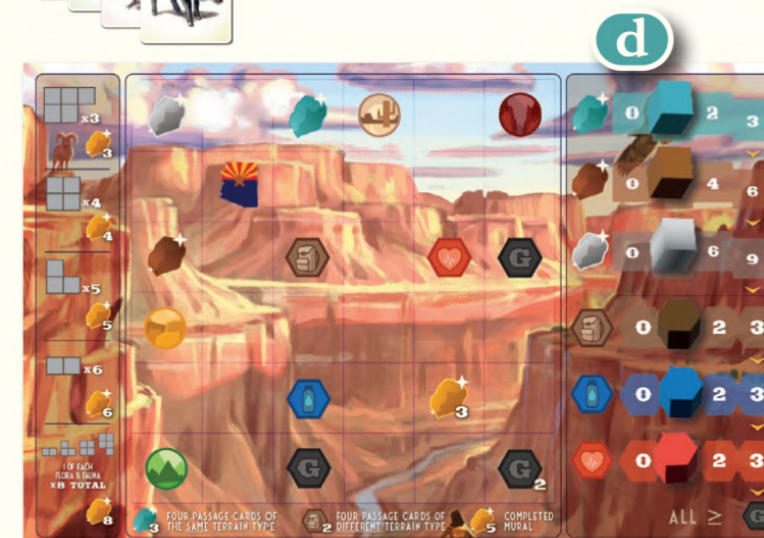 d
x3
3
x4
4
x5
5
x6
6
1 OF EACH
FLORA & FAUNA
x8 TOTAL
8
G
3
G
G
2
3
FOUR PASSAGE CARDS OF
THE SAME TERRAIN TYPE
2
FOUR PASSAGE CARDS OF
DIFFERENT TERRAIN TYPE
5
COMPLETED
MURAL
0 2 3
0 4 6
0 6 9
0 2 3
0 2 3
0 2 3
ALL ≥ G